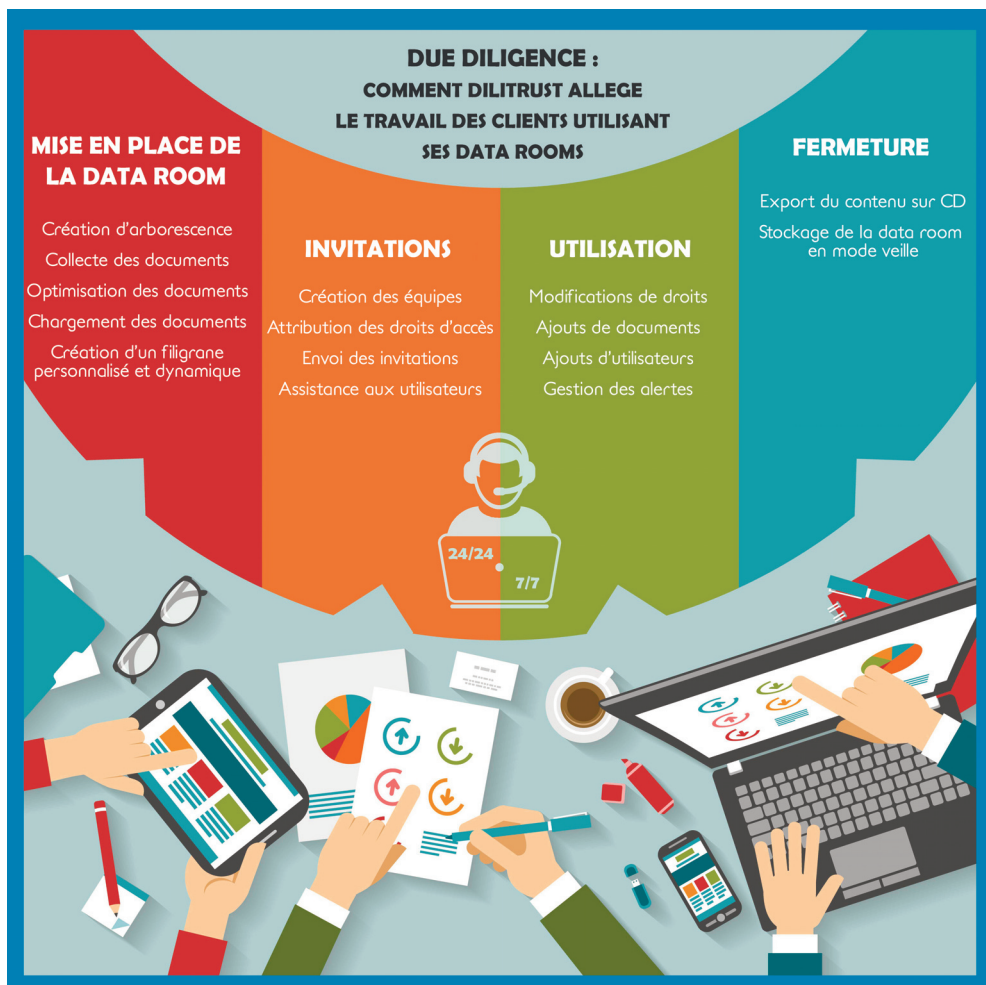 DUE DILIGENCE :
COMMENT DILITRUST ALLEGE
LE TRAVAIL DES CLIENTS UTILISANT
SES DATA ROOMS
MISE EN PLACE DE
LA DATA ROOM
Création d'arborescence
Collecte des documents
Optimisation des documents
Chargement des documents
Création d'un filigrane
personnalisé et dynamique
INVITATIONS
Création des équipes
Attribution des droits d'accès
Envoi des invitations
Assistance aux utilisateurs
UTILISATION
Modifications de droits
Ajouts de documents
Ajouts d'utilisateurs
Gestion des alertes
FERMETURE
Export du contenu sur CD
Stockage de la data room
en mode veille
24/24
7/7